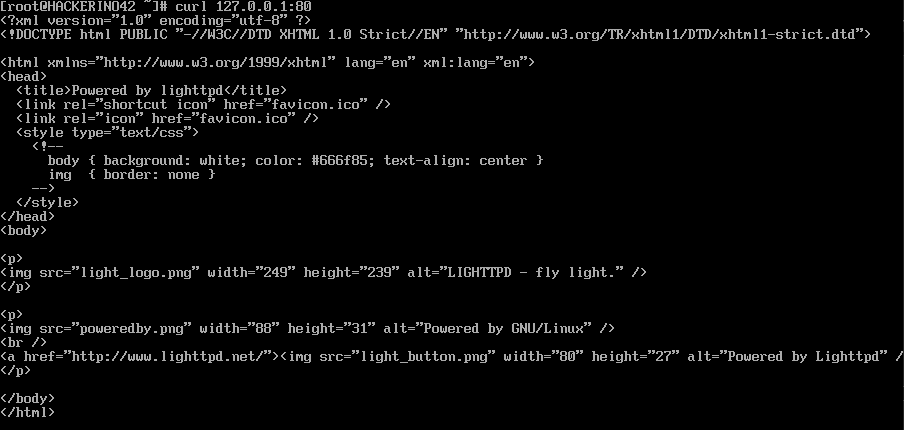 [root@HACKERINO42 ~]# curl 127.0.0.1:80
<?xml version="1.0" encoding="utf-8" ?>
<!DOCTYPE html PUBLIC "-//W3C//DTD XHTML 1.0 Strict//EN" "http://www.w3.org/TR/xhtml1/DTD/xhtml1-strict.dtd">
<html xmlns="http://www.w3.org/1999/xhtml" lang="en" xml:lang="en">
<head>
  <title>Powered by lighttpd</title>
  <link rel="shortcut icon" href="favicon.ico" />
  <link rel="icon" href="favicon.ico" />
  <style type="text/css">
    <!--
      body { background: white; color: #666f85; text-align: center }
      img  { border: none }
    -->
  </style>
</head>
<body>
<p>
<img src="light_logo.png" width="249" height="239" alt="LIGHTTPD - fly light." />
</p>
<p>
<img src="poweredby.png" width="88" height="31" alt="Powered by GNU/Linux" />
<br />
<a href="http://www.lighttpd.net/"><img src="light_button.png" width="80" height="27" alt="Powered by Lighttpd" /
</p>
</body>
</html>